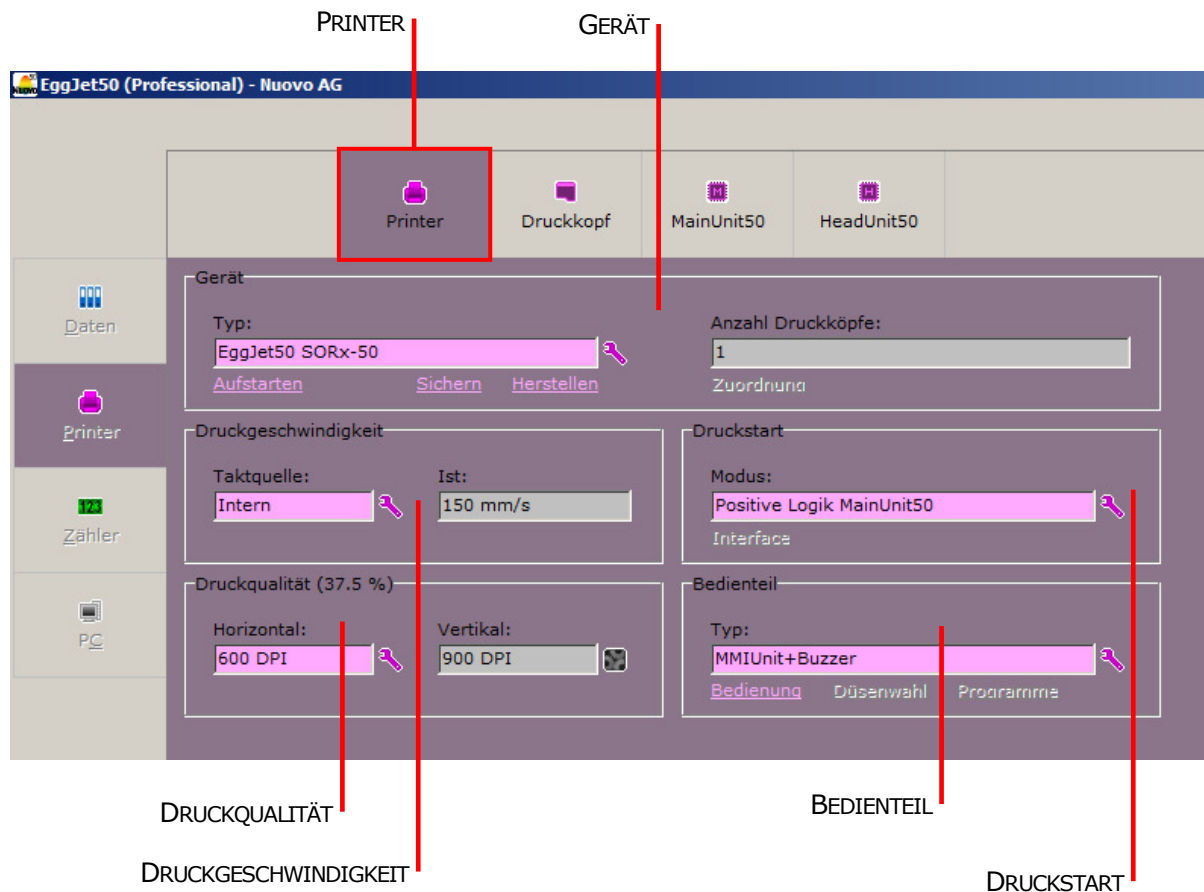 PRINTER
GERÄT
EggJet50 (Professional) - Nuovo AG
Printer
Druckkopf
MainUnit50
HeadUnit50
Daten
Printer
Zähler
PC
Gerät
Typ:
EggJet50 SORx-50
Aufstarten Sichern Herstellen
Anzahl Druckköpfe:
1
Zuordnung
Druckgeschwindigkeit
Taktquelle:
Intern
Ist:
150 mm/s
Druckstart
Modus:
Positive Logik MainUnit50
Interface
Druckqualität (37.5 %)
Horizontal:
600 DPI
Vertikal:
900 DPI
Bedienteil
Typ:
MMIUnit+Buzzer
Bedienung Düsenwahl Programme
DRUCKQUALITÄT
BEDIENTEIL
DRUCKGESCHWINDIGKEIT
DRUCKSTART